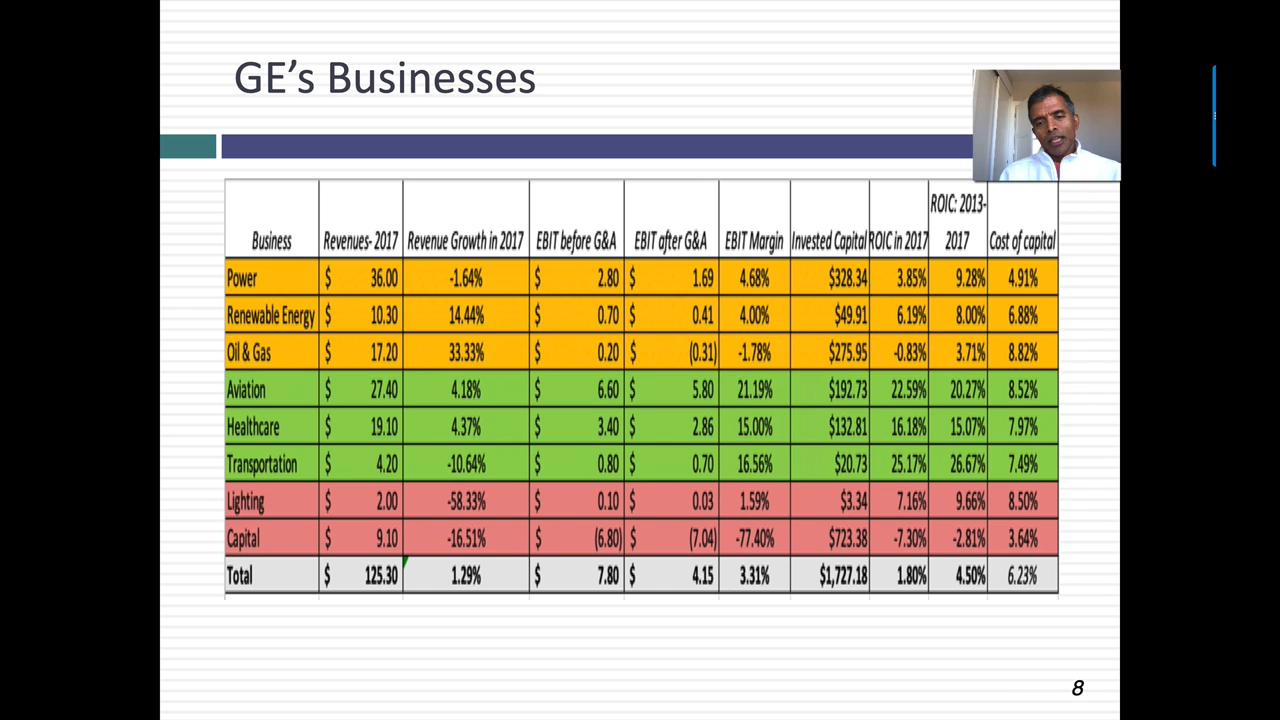 GE's Businesses
ROIC: 2013-
Business Revenues- 2017 Revenue Growth in 2017 EBIT before G&A EBIT after G&A EBIT Margin Invested Capital ROIC in 2017 2017 Cost of capital
Power $ 36.00 -1.64% $ 2.80 $ 1.69 4.68% $328.34 3.85% 9.28% 4.91%
Renewable Energy $ 10.30 14.44% $ 0.70 $ 0.41 4.00% $49.91 6.19% 8.00% 6.88%
Oil & Gas $ 17.20 33.33% $ 0.20 $ (0.31) -1.78% $275.95 -0.83% 3.71% 8.82%
Aviation $ 27.40 4.18% $ 6.60 $ 5.80 21.19% $192.73 22.59% 20.27% 8.52%
Healthcare $ 19.10 4.37% $ 3.40 $ 2.86 15.00% $132.81 16.18% 15.07% 7.97%
Transportation $ 4.20 -10.64% $ 0.80 $ 0.70 16.56% $20.73 25.17% 26.67% 7.49%
Lighting $ 2.00 -58.33% $ 0.10 $ 0.03 1.59% $3.34 7.16% 9.66% 8.50%
Capital $ 9.10 -16.51% $ (6.80) $ (7.04) -77.40% $723.38 -7.30% -2.81% 3.64%
Total $ 125.30 1.29% $ 7.80 $ 4.15 3.31% $1,727.18 1.80% 4.50% 6.23%
8